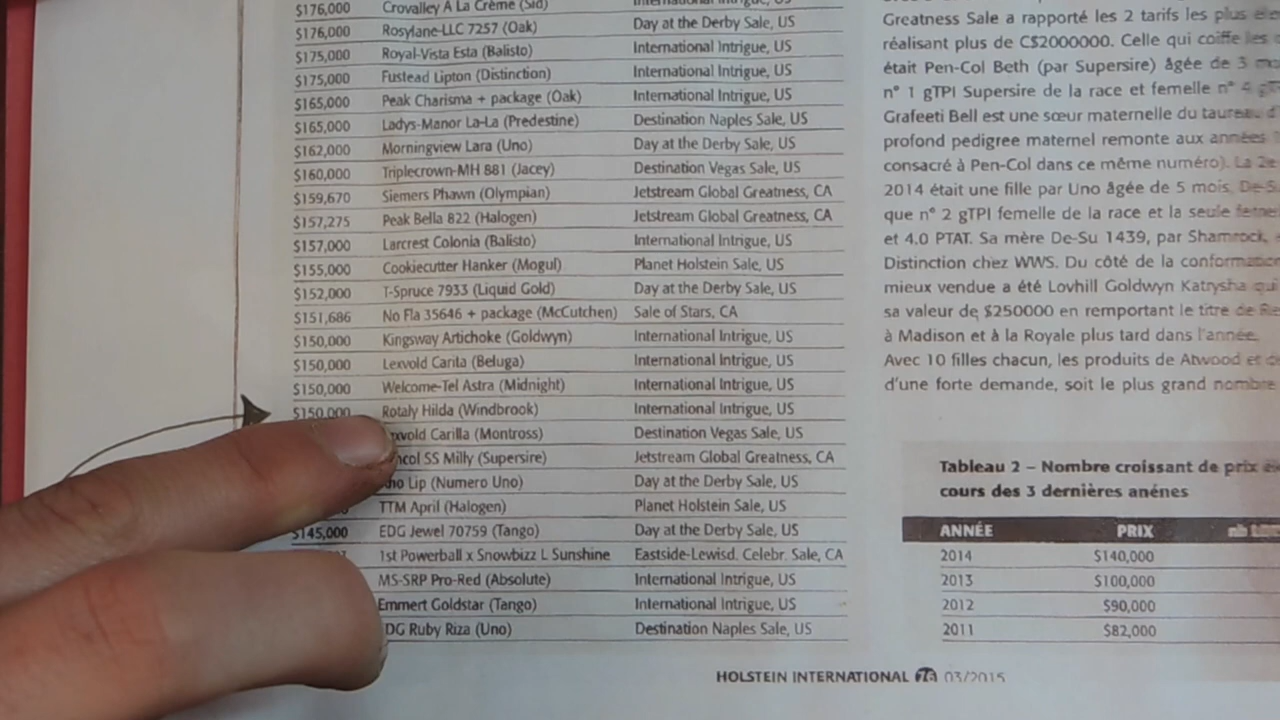 $176,000 Crovalley A La Crème (Sid)
$176,000 Rosylane-LLC 7257 (Oak) Day at the Derby Sale, US
$175,000 Royal-Vista Esta (Balisto) International Intrigue, US
$175,000 Fustead Lipton (Distinction) International Intrigue, US
$165,000 Peak Charisma + package (Oak) International Intrigue, US
$165,000 Ladys-Manor La-La (Predestine) Destination Naples Sale, US
$162,000 Morningview Lara (Uno) Day at the Derby Sale, US
$160,000 Triplecrown-MH 881 (Jacey) Destination Vegas Sale, US
$159,670 Siemers Phawn (Olympian) Jetstream Global Greatness, CA
$157,275 Peak Bella 822 (Halogen) Jetstream Global Greatness, CA
$157,000 Larcrest Colonia (Balisto) International Intrigue, US
$155,000 Cookiecutter Hanker (Mogul) Planet Holstein Sale, US
$152,000 T-Spruce 7933 (Liquid Gold) Day at the Derby Sale, US
$151,686 No Fla 35646 + package (McCutchen) Sale of Stars, CA
$150,000 Kingsway Artichoke (Goldwyn) International Intrigue, US
$150,000 Lexvold Carita (Beluga) International Intrigue, US
$150,000 Welcome-Tel Astra (Midnight) International Intrigue, US
$150,000 Rotaly Hilda (Windbrook) International Intrigue, US
Carilla (Montross) Destination Vegas Sale, US
SS Milly (Supersire) Jetstream Global Greatness, CA
Lip (Numero Uno) Day at the Derby Sale, US
TTM April (Halogen) Planet Holstein Sale, US
$145,000 EDG Jewel 70759 (Tango) Day at the Derby Sale, US
1st Powerball x Snowbizz L Sunshine Eastside-Lewisd. Celebr. Sale, CA
MS-SRP Pro-Red (Absolute) International Intrigue, US
Emmert Goldstar (Tango) International Intrigue, US
Ruby Riza (Uno) Destination Naples Sale, US
Greatness Sale a rapporté les 2 tarifs les plus
réalisant plus de C$2000000. Celle qui coiffe les
était Pen-Col Beth (par Supersire) âgée de 3
n° 1 gTPI Supersire de la race et femelle n° 4
Grafeeti Bell est une sœur maternelle du taureau
profond pedigree maternel remonte aux années
consacré à Pen-Col dans ce même numéro). La
2014 était une fille par Uno âgée de 5 mois,
que n° 2 gTPI femelle de la race et la seule
et 4.0 PTAT. Sa mère De-Su 1439, par Shamrock,
Distinction chez WWS. Du côté de la
mieux vendue a été Lovhill Goldwyn Katrysha qui
sa valeur de $250000 en remportant le titre de
à Madison et à la Royale plus tard dans l'année.
Avec 10 filles chacun, les produits de Atwood et
d'une forte demande, soit le plus grand nombre
Tableau 2 – Nombre croissant de prix
cours des 3 dernières anénes
ANNÉE PRIX
2014 $140,000
2013 $100,000
2012 $90,000
2011 $82,000
HOLSTEIN INTERNATIONAL 03/2015